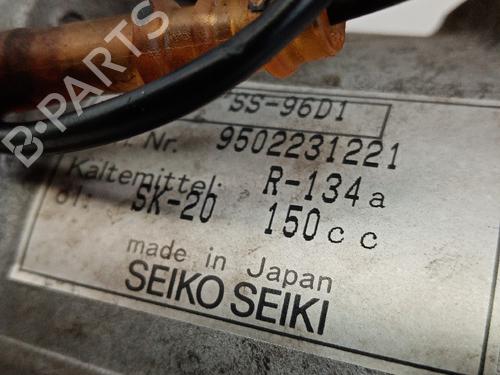 SS-96D1
Nr. 9502231221
Kaltemittel: R-134a
öl: SK-20 150cc
made in Japan
SEIKO SEIKI
B-PARTS